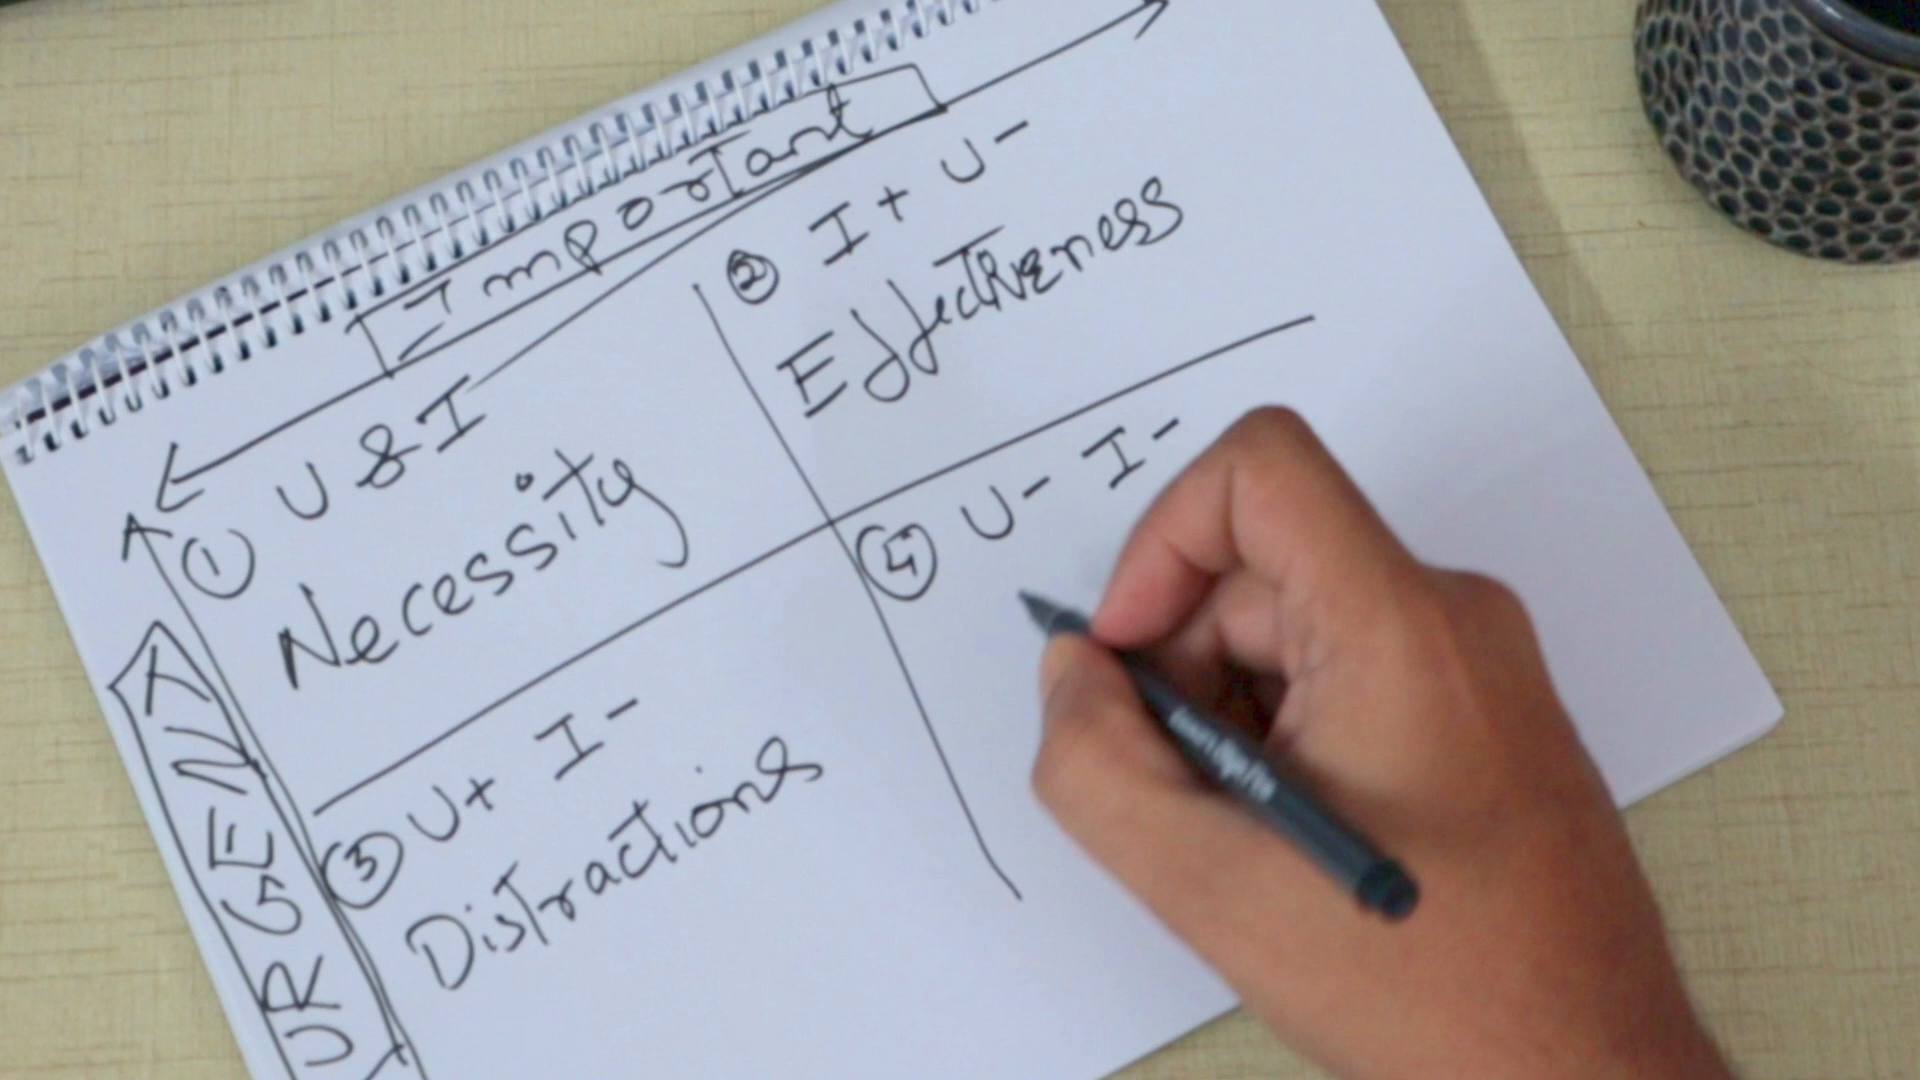 Important
① U & I
Necessity
② I + U -
Effectiveness
③ U+ I -
Distractions
④ U - I -
URGENT